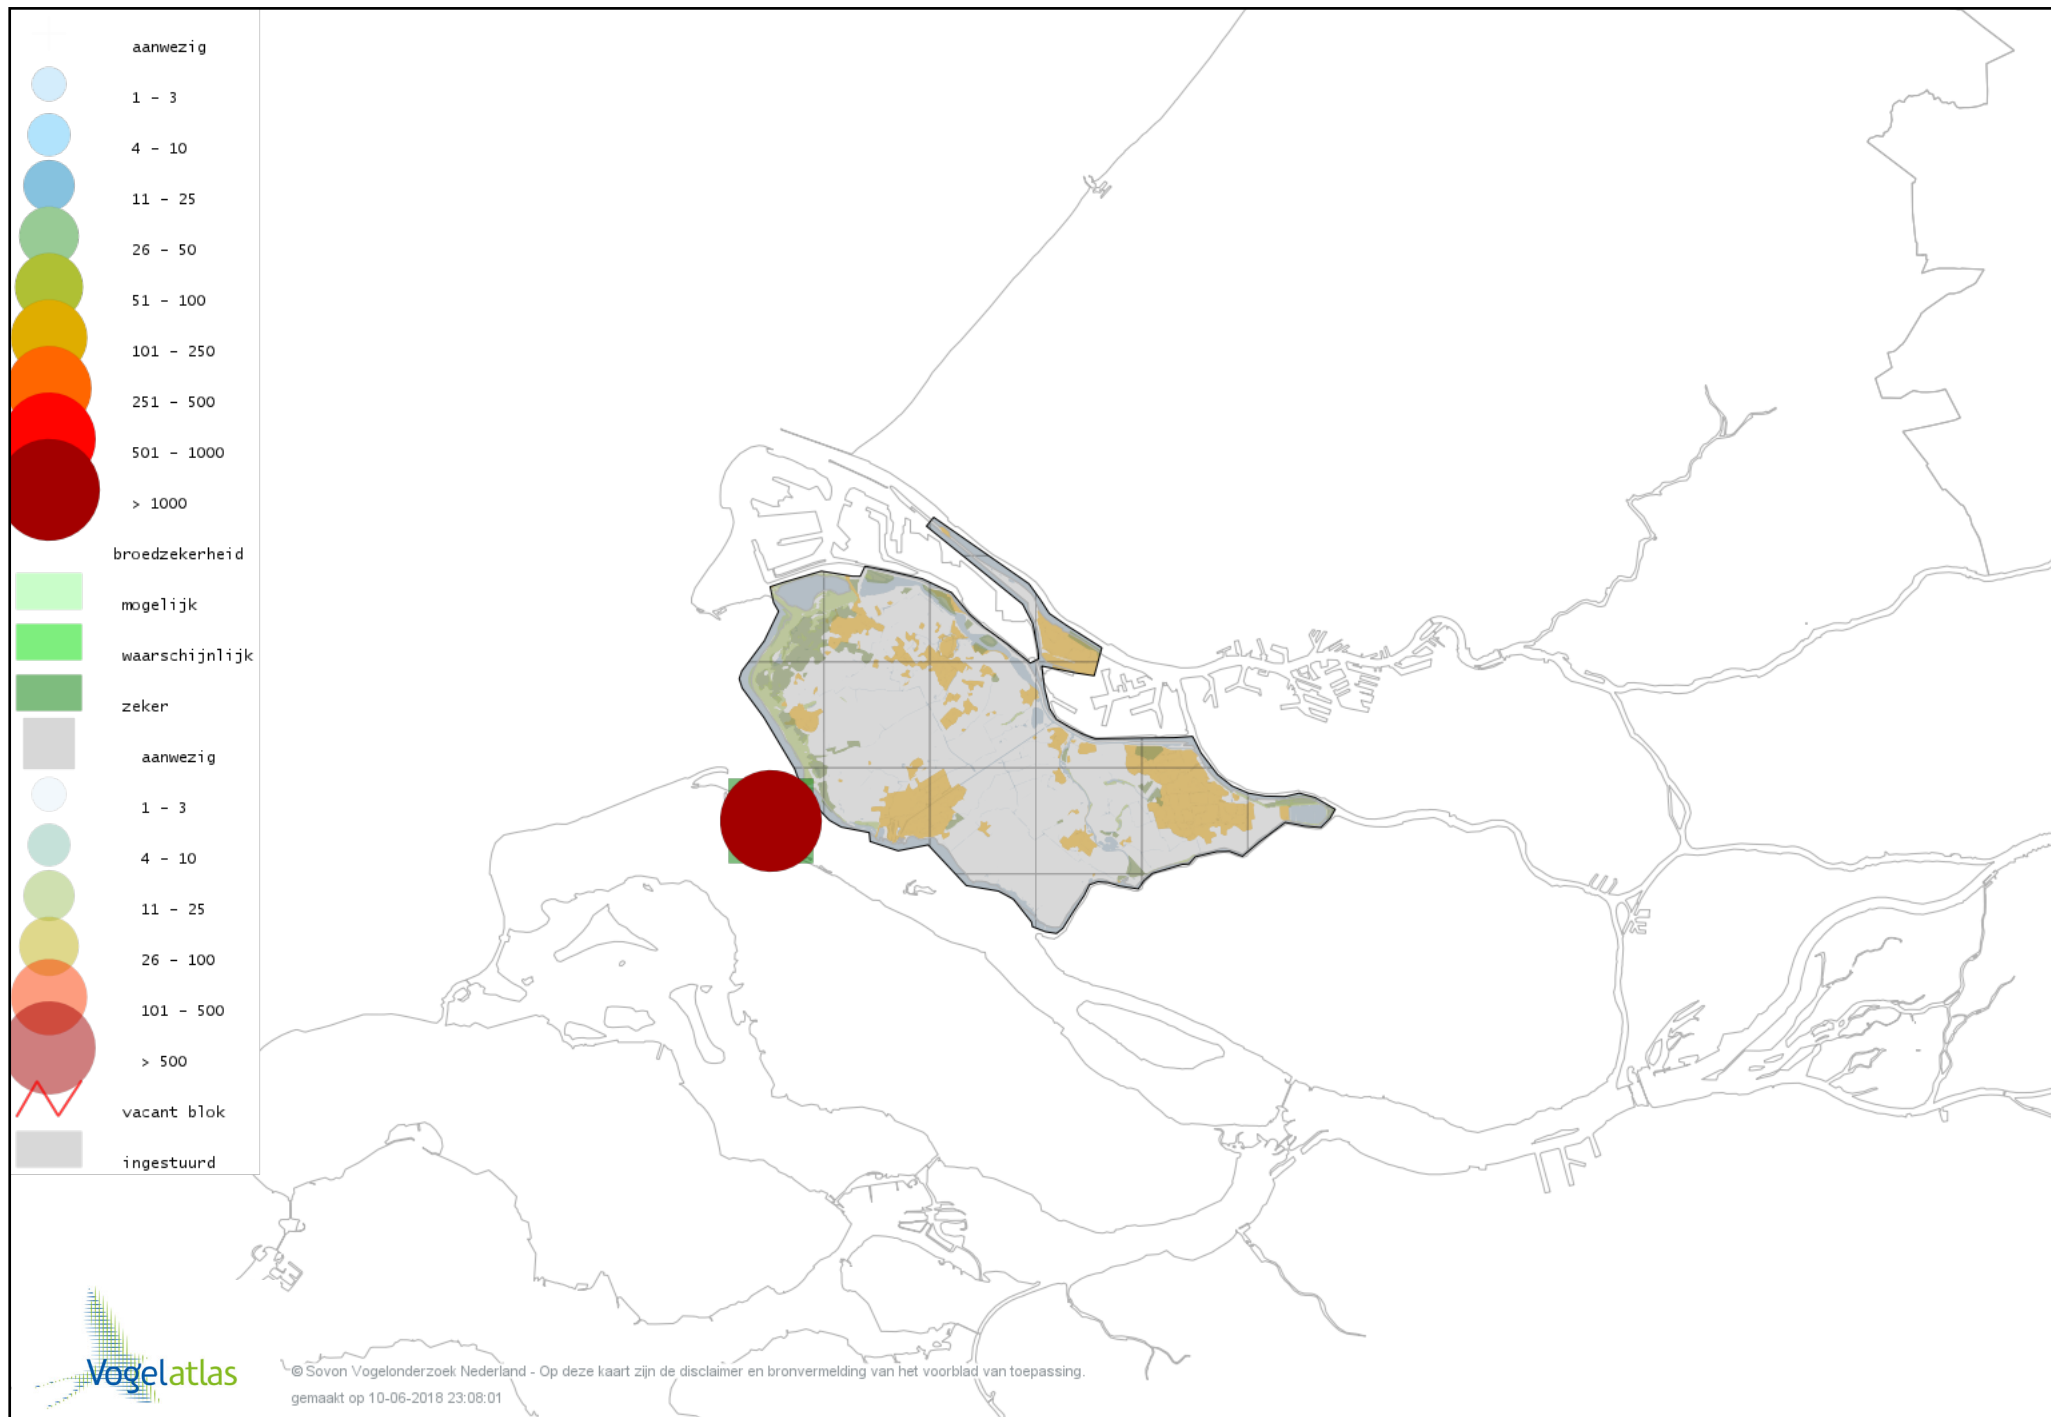 aanwezig
1 - 3
4 - 10
11 - 25
26 - 50
51 - 100
101 - 250
251 - 500
501 - 1000
> 1000
broedzekerheid
mogelijk
waarschijnlijk
zeker
aanwezig
1 - 3
4 - 10
11 - 25
26 - 100
101 - 500
> 500
vacant blok
ingestuurd
Vogelatlas
© Sovon Vogelonderzoek Nederland - Op deze kaart zijn de disclaimer en bronvermelding van het voorblad van toepassing.
gemaakt op 10-06-2018 23:08:01